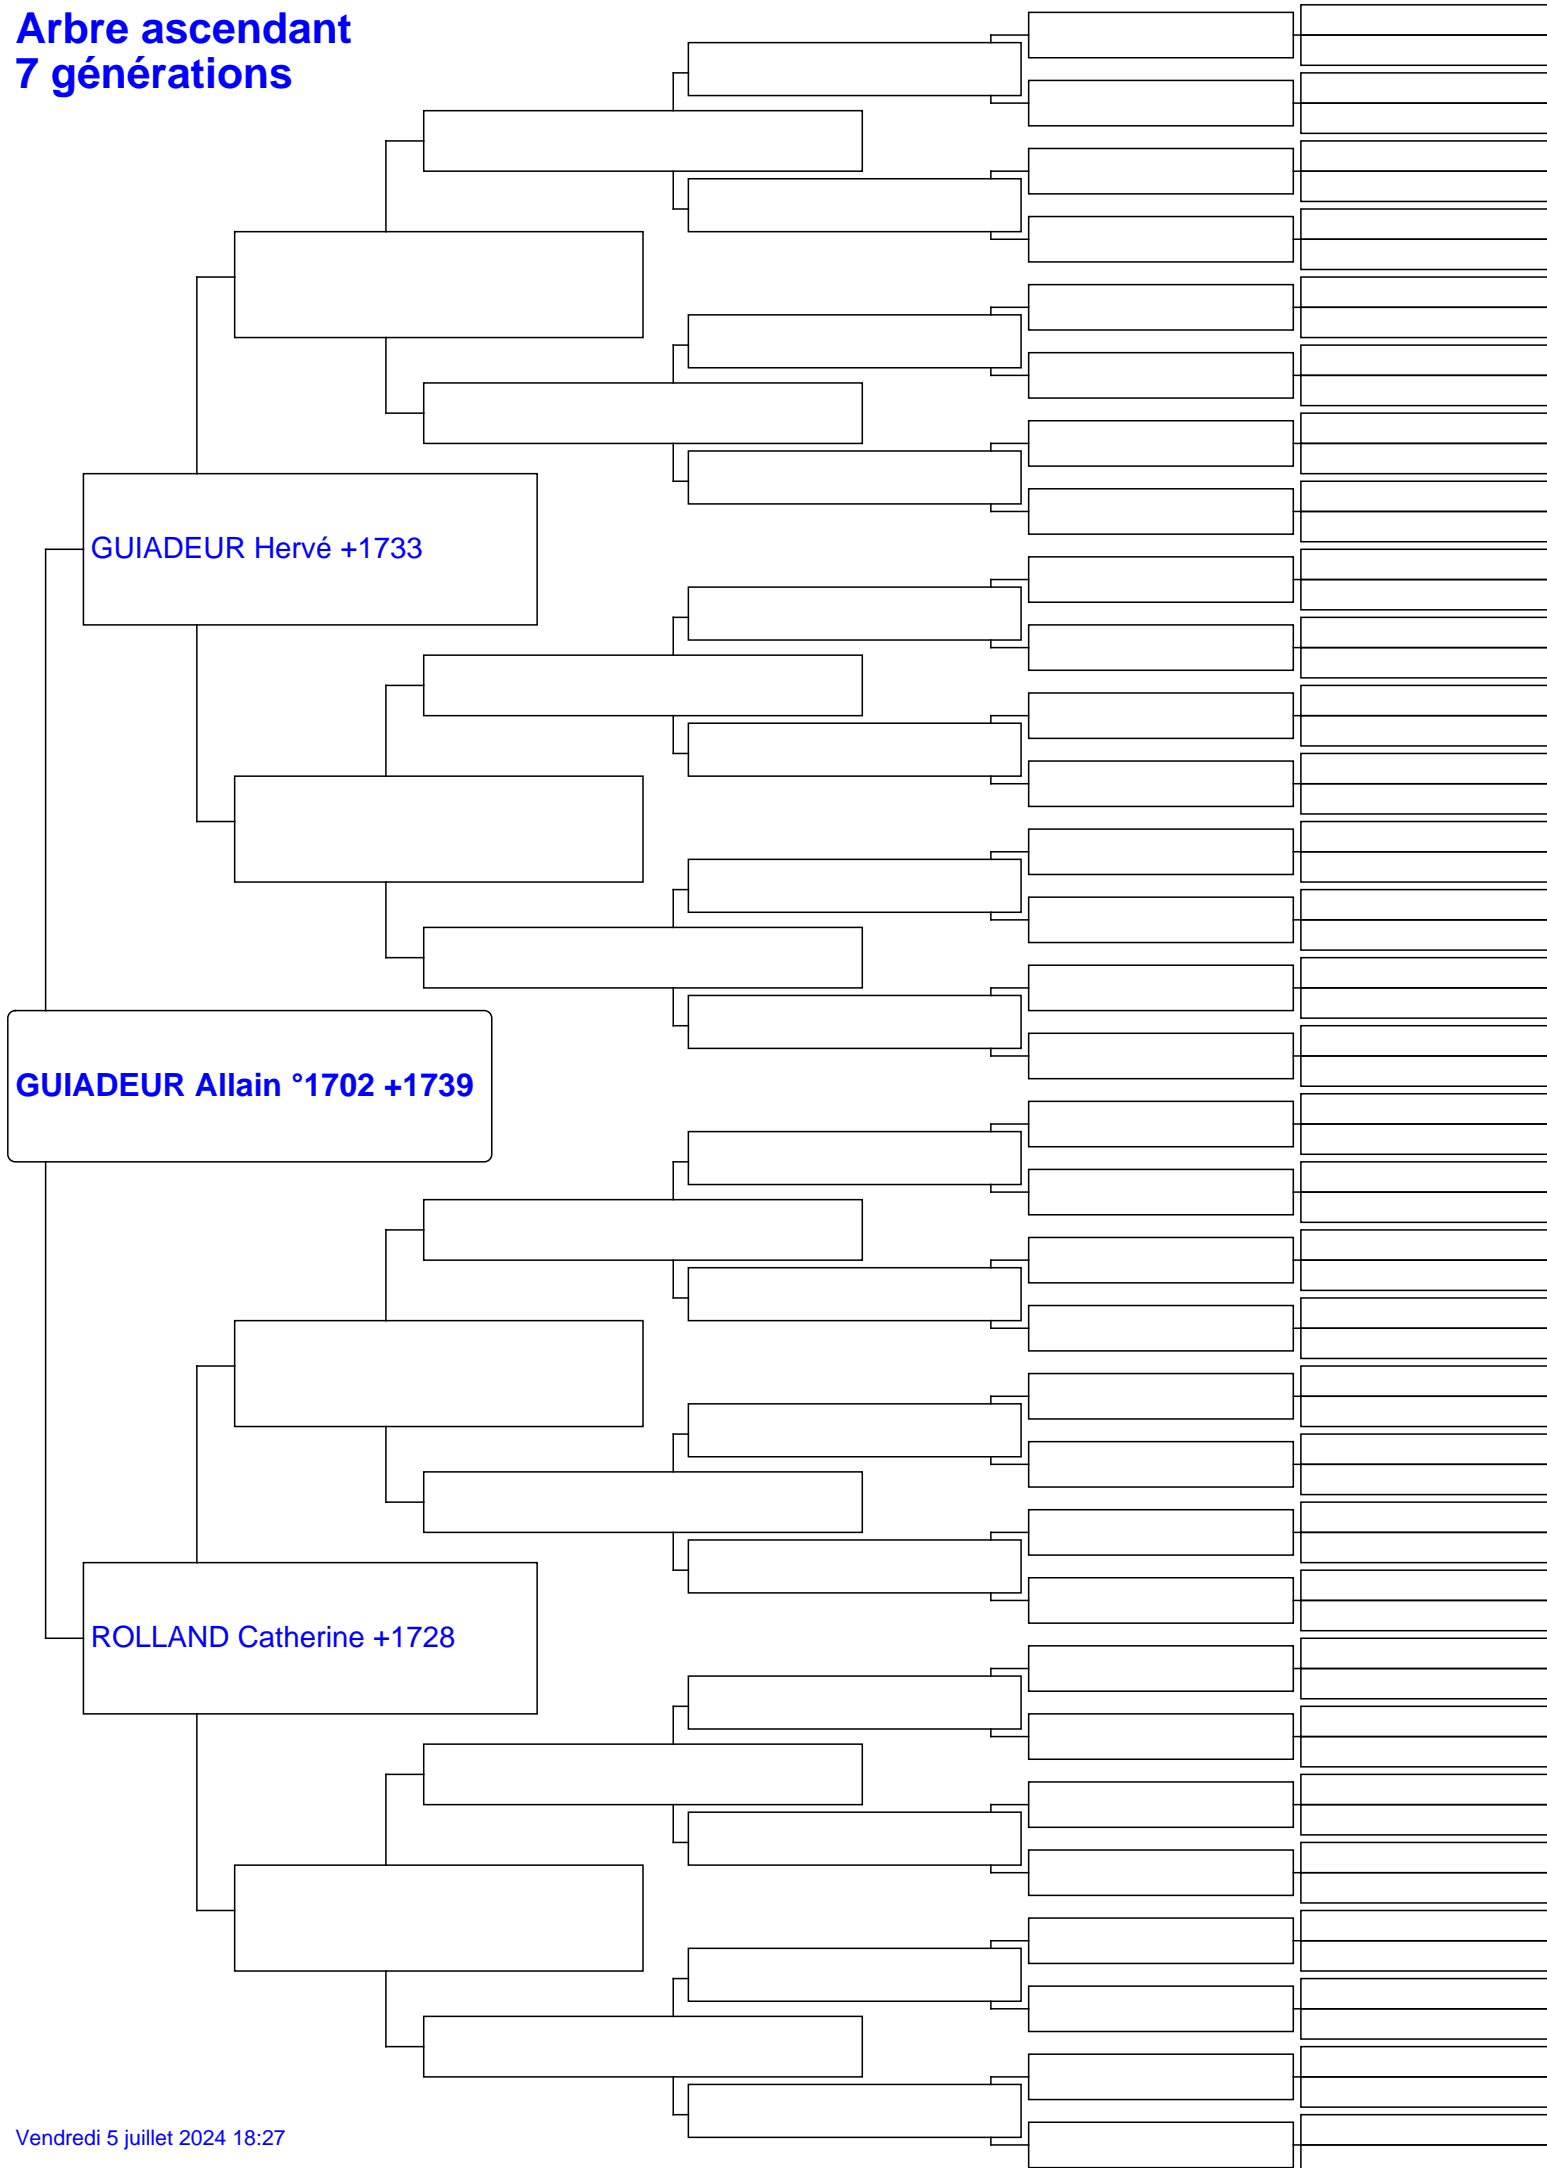 Arbre ascendant
7 générations
GUIADEUR Hervé +1733
GUIADEUR Allain °1702 +1739
ROLLAND Catherine +1728
Vendredi 5 juillet 2024 18:27